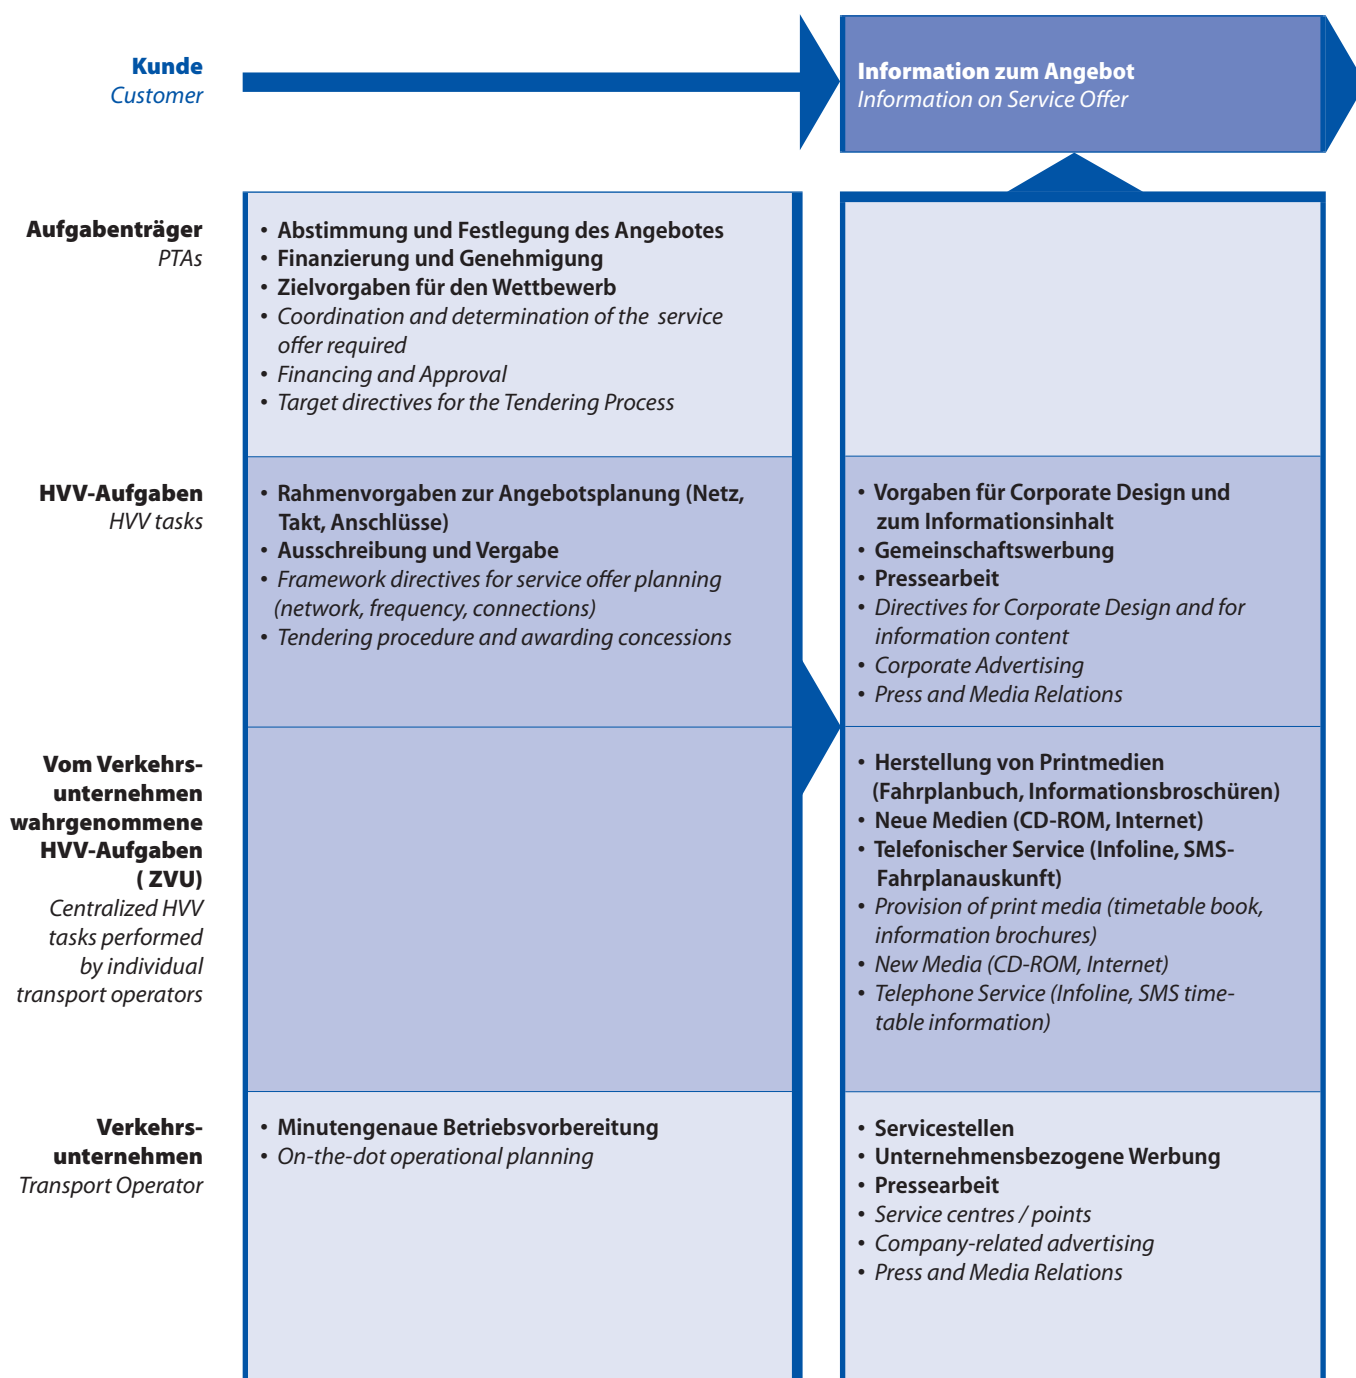 Kunde
Customer
Information zum Angebot
Information on Service Offer
Aufgabenträger
PTAs
• Abstimmung und Festlegung des Angebotes
• Finanzierung und Genehmigung
• Zielvorgaben für den Wettbewerb
• Coordination and determination of the service
offer required
• Financing and Approval
• Target directives for the Tendering Process
HVV-Aufgaben
HVV tasks
• Rahmenvorgaben zur Angebotsplanung (Netz,
Takt, Anschlüsse)
• Ausschreibung und Vergabe
• Framework directives for service offer planning
(network, frequency, connections)
• Tendering procedure and awarding concessions
• Vorgaben für Corporate Design und
zum Informationsinhalt
• Gemeinschaftswerbung
• Pressearbeit
• Directives for Corporate Design and for
information content
• Corporate Advertising
• Press and Media Relations
Vom Verkehrs-
unternehmen
wahrgenommene
HVV-Aufgaben
( ZVU)
Centralized HVV
tasks performed
by individual
transport operators
• Herstellung von Printmedien
(Fahrplanbuch, Informationsbroschüren)
• Neue Medien (CD-ROM, Internet)
• Telefonischer Service (Infoline, SMS-
Fahrplanauskunft)
• Provision of print media (timetable book,
information brochures)
• New Media (CD-ROM, Internet)
• Telephone Service (Infoline, SMS time-
table information)
Verkehrs-
unternehmen
Transport Operator
• Minutengenaue Betriebsvorbereitung
• On-the-dot operational planning
• Servicestellen
• Unternehmensbezogene Werbung
• Pressearbeit
• Service centres / points
• Company-related advertising
• Press and Media Relations